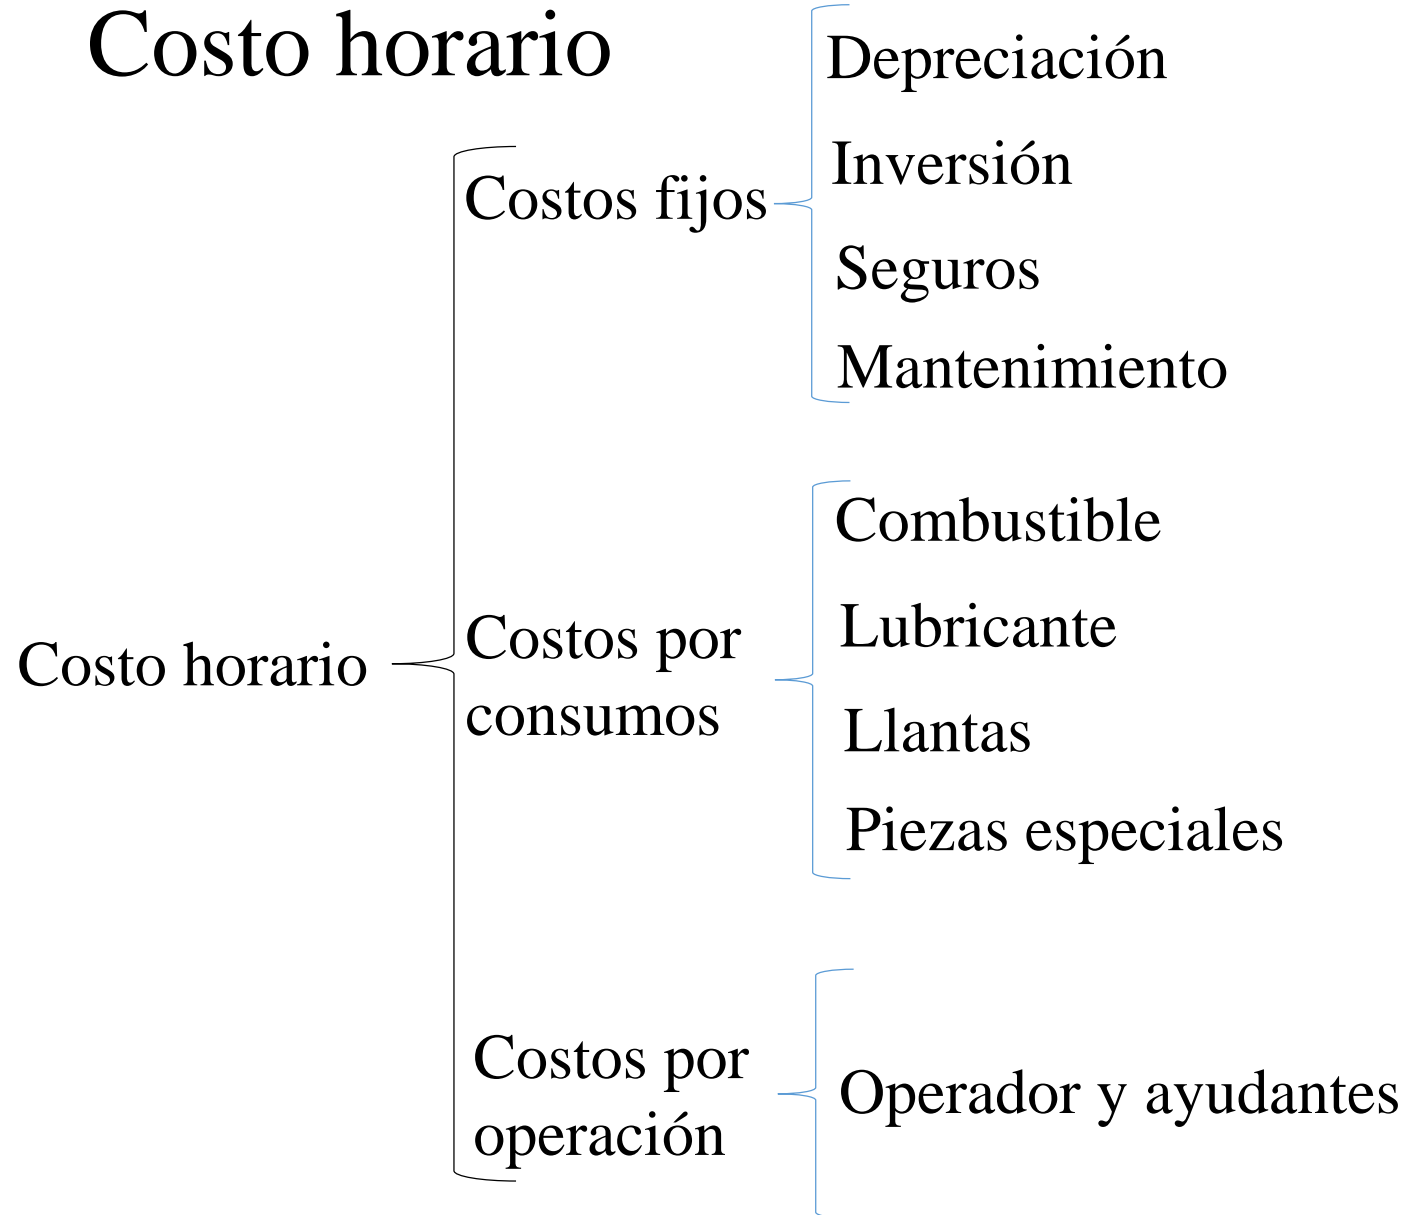 Costo horario
Costo horario
Costos fijos
Depreciación
Inversión
Seguros
Mantenimiento
Costos por
consumos
Combustible
Lubricante
Llantas
Piezas especiales
Costos por
operación
Operador y ayudantes